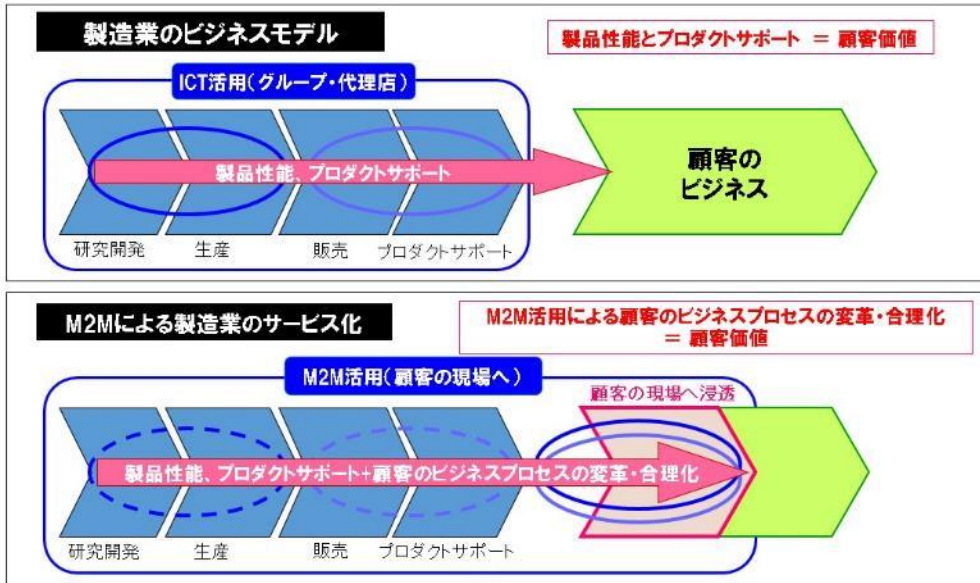 製造業のビジネスモデル
製品性能とプロダクトサポート = 顧客価値
ICT活用(グループ・代理店)
製品性能、プロダクトサポート
顧客の
ビジネス
研究開発
生産
販売
プロダクトサポート
M2Mによる製造業のサービス化
M2M活用による顧客のビジネスプロセスの変革・合理化
= 顧客価値
M2M活用(顧客の現場へ)
顧客の現場へ浸透
製品性能、プロダクトサポート+顧客のビジネスプロセスの変革・合理化
研究開発
生産
販売
プロダクトサポート